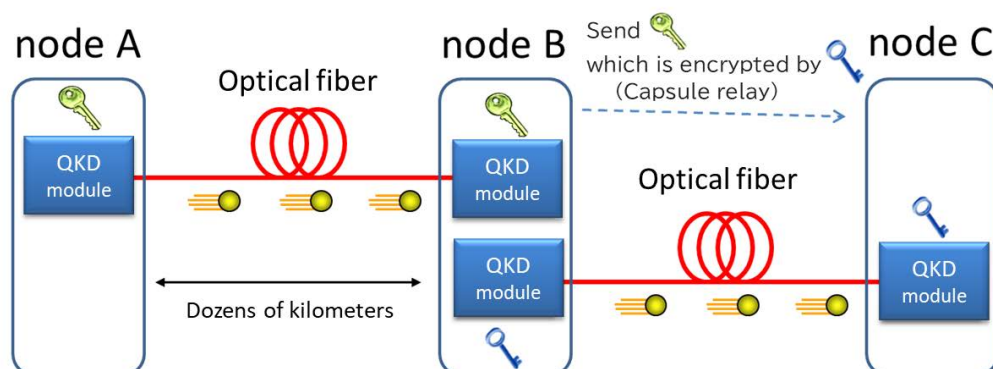 node A
node B
node C
Send
which is encrypted by
(Capsule relay)
Optical fiber
QKD
module
QKD
module
Optical fiber
QKD
module
QKD
module
Dozens of kilometers